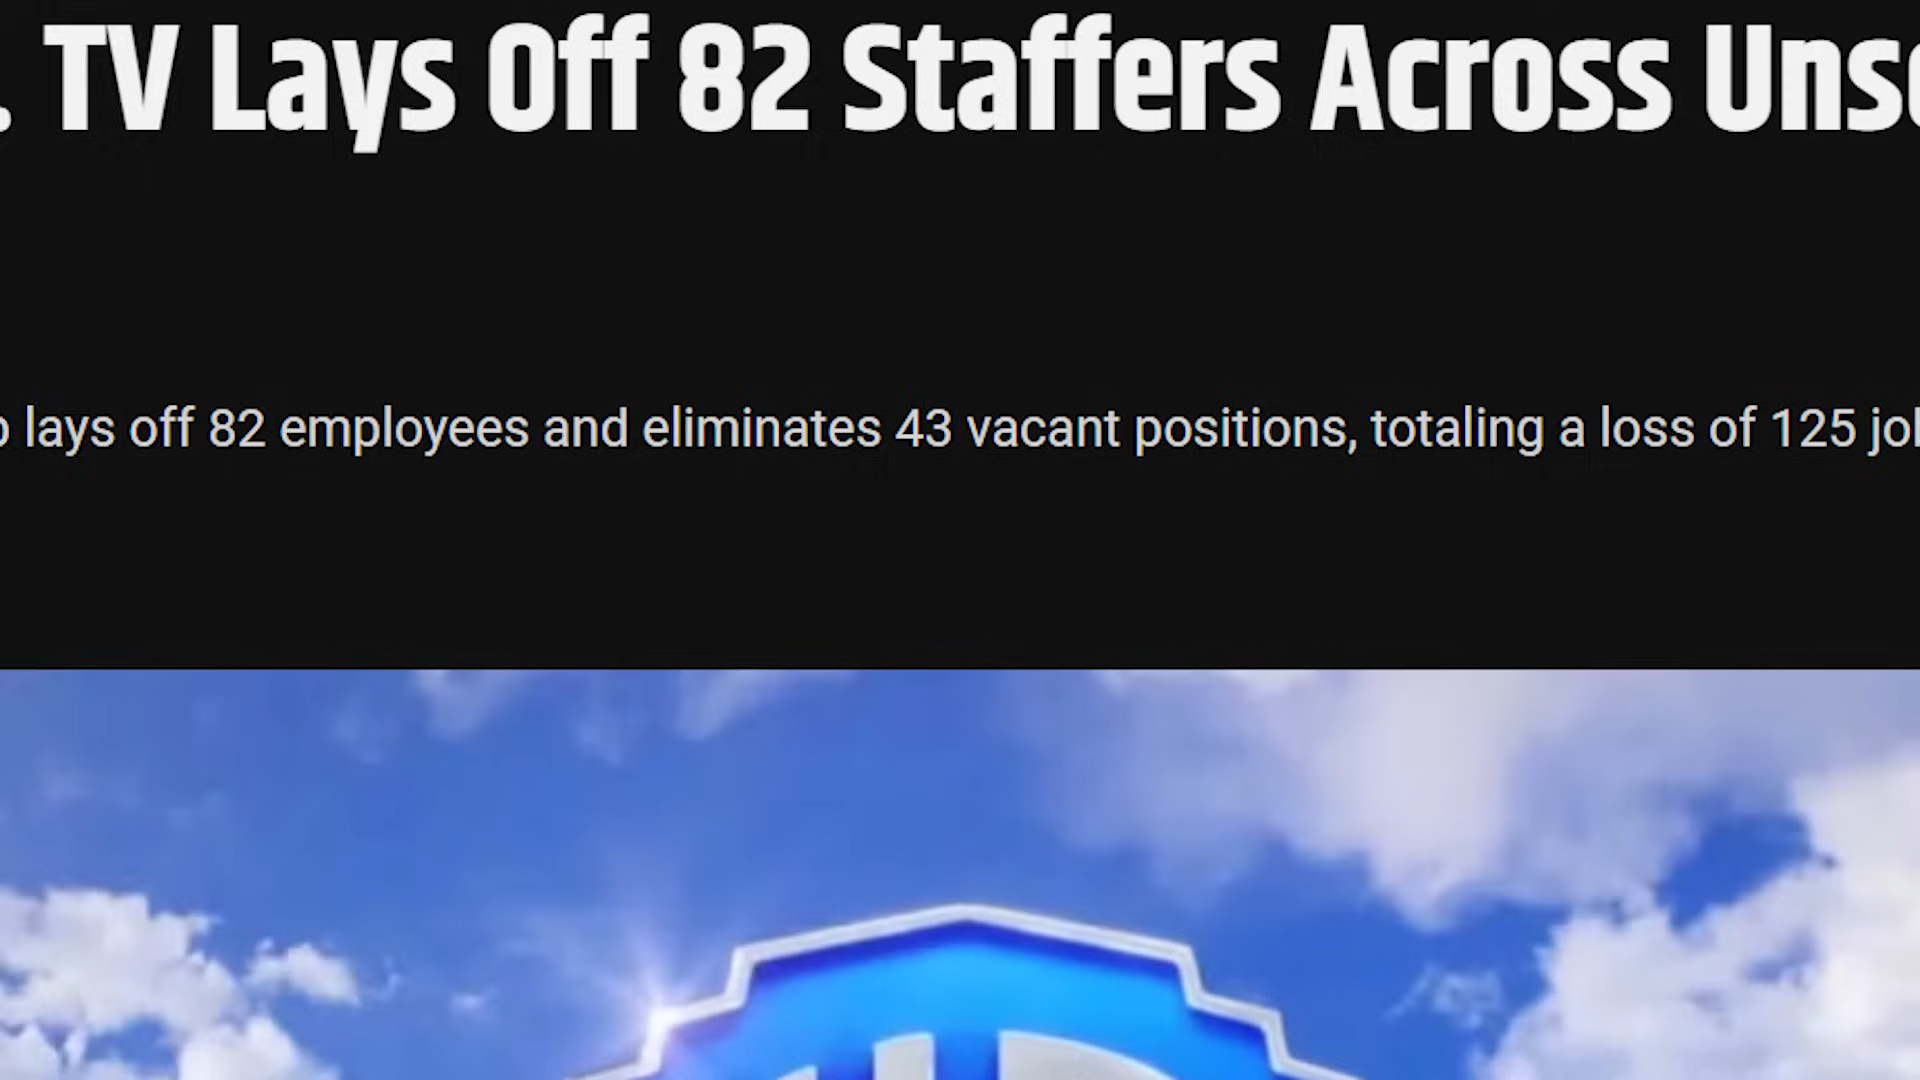 . TV Lays Off 82 Staffers Across Uns
lays off 82 employees and eliminates 43 vacant positions, totaling a loss of 125